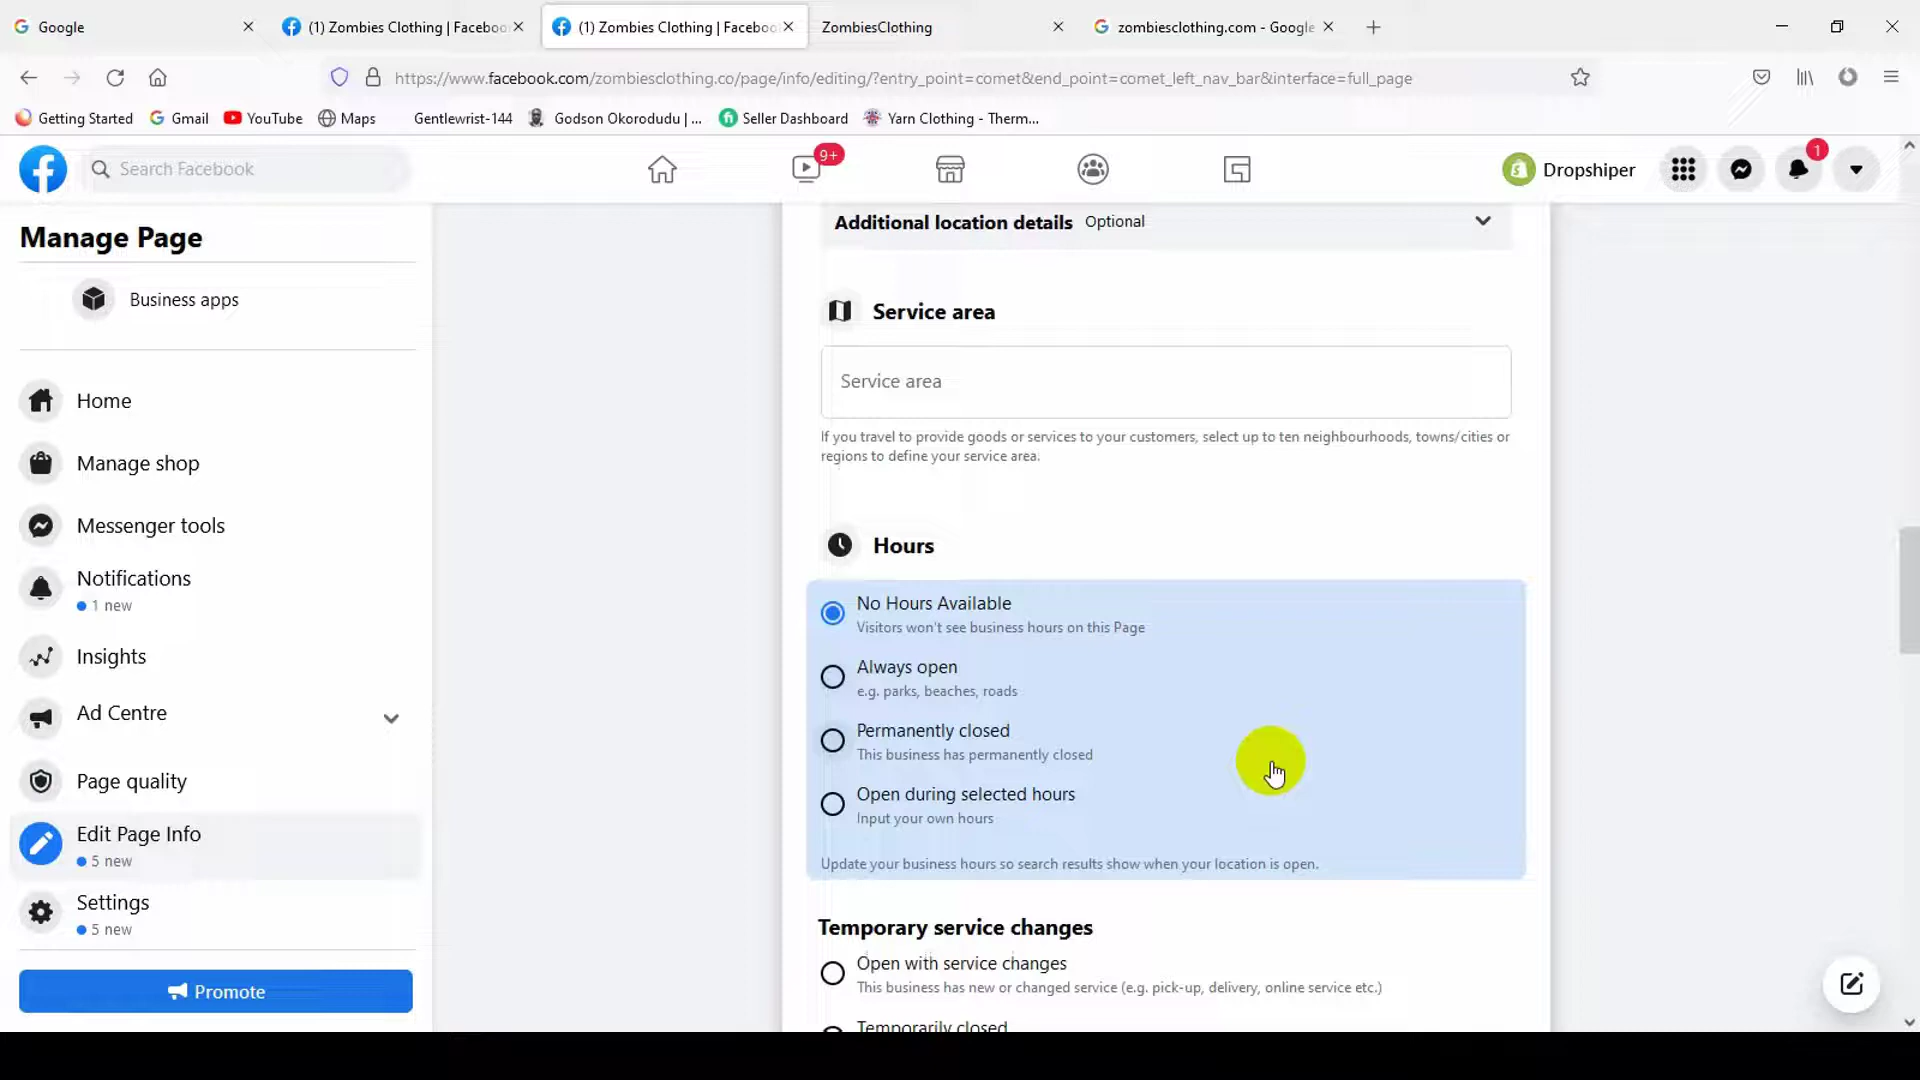 Google
(1) Zombies Clothing | Faceboo
(1) Zombies Clothing | Faceboo
ZombiesClothing
zombiesclothing.com - Google
https://www.facebook.com/zombiesclothing.co/page/info/editing/?entry_point=comet&end_point=comet_left_nav_bar&interface=full_page
Getting Started
Gmail
YouTube
Maps
Gentlewrist-144
Godson Okorodudu | ...
Seller Dashboard
Yarn Clothing - Therm...
Search Facebook
9+
Dropshiper
1
Manage Page
Business apps
Home
Manage shop
Messenger tools
Notifications
1 new
Insights
Ad Centre
Page quality
Edit Page Info
5 new
Settings
5 new
Promote
Additional location details Optional
Service area
Service area
If you travel to provide goods or services to your customers, select up to ten neighbourhoods, towns/cities or
regions to define your service area.
Hours
No Hours Available
Visitors won't see business hours on this Page
Always open
e.g. parks, beaches, roads
Permanently closed
This business has permanently closed
Open during selected hours
Input your own hours
Update your business hours so search results show when your location is open.
Temporary service changes
Open with service changes
This business has new or changed service (e.g. pick-up, delivery, online service etc.)
Temporarily closed